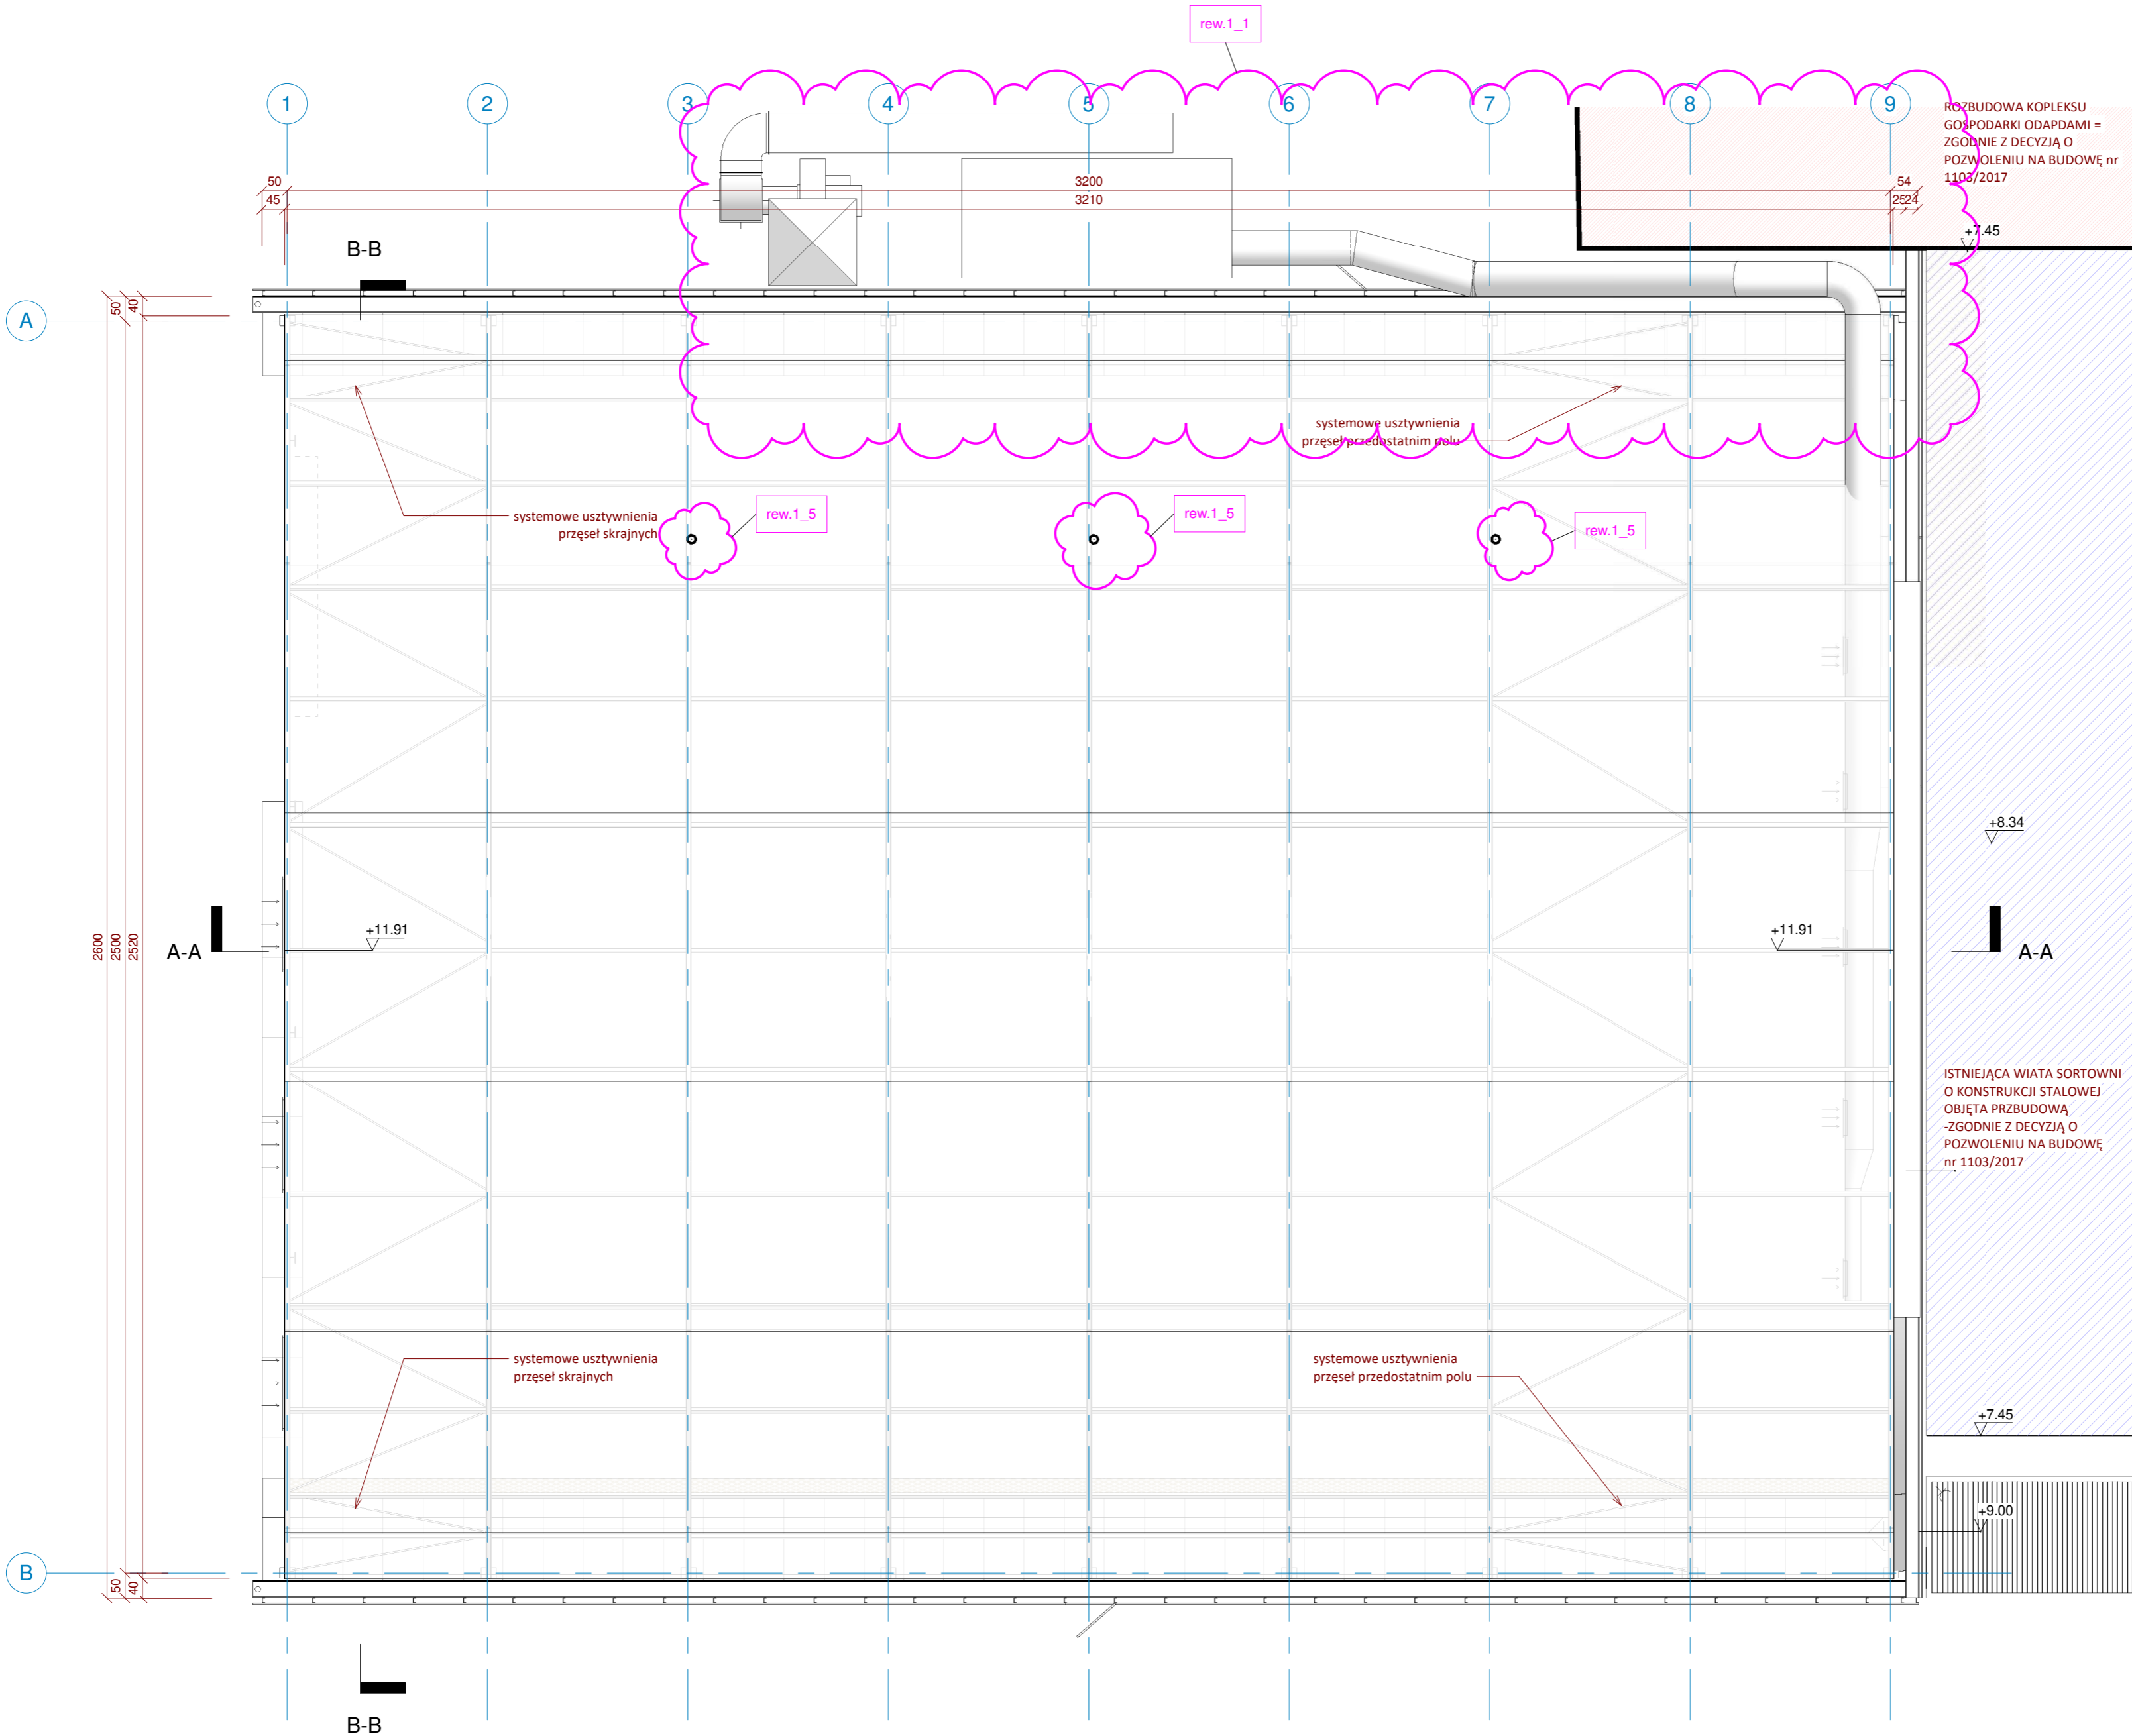 rew.1_1
1
2
3
4
5
6
7
8
9
ROZBUDOWA KOPLEKSU
GOSPODARKI ODAPDAMI =
ZGODNIE Z DECYZJĄ O
POZWOLENIU NA BUDOWĘ nr
1103/2017
50
3200
54
45
3210
25
24
+7.45
B-B
50
40
A
systemowe usztywnienia
przęseł przedostatnim polu
systemowe usztywnienia
przęseł skrajnych
rew.1_5
rew.1_5
rew.1_5
+8.34
2600
2500
2520
A-A
+11.91
+11.91
A-A
ISTNIEJĄCA WIATA SORTOWNI
O KONSTRUKCJI STALOWEJ
OBJĘTA PRZBUDOWĄ
-ZGODNIE Z DECYZJĄ O
POZWOLENIU NA BUDOWĘ
nr 1103/2017
systemowe usztywnienia
przęseł skrajnych
systemowe usztywnienia
przęseł przedostatnim polu
+7.45
+9.00
B
50
40
B-B